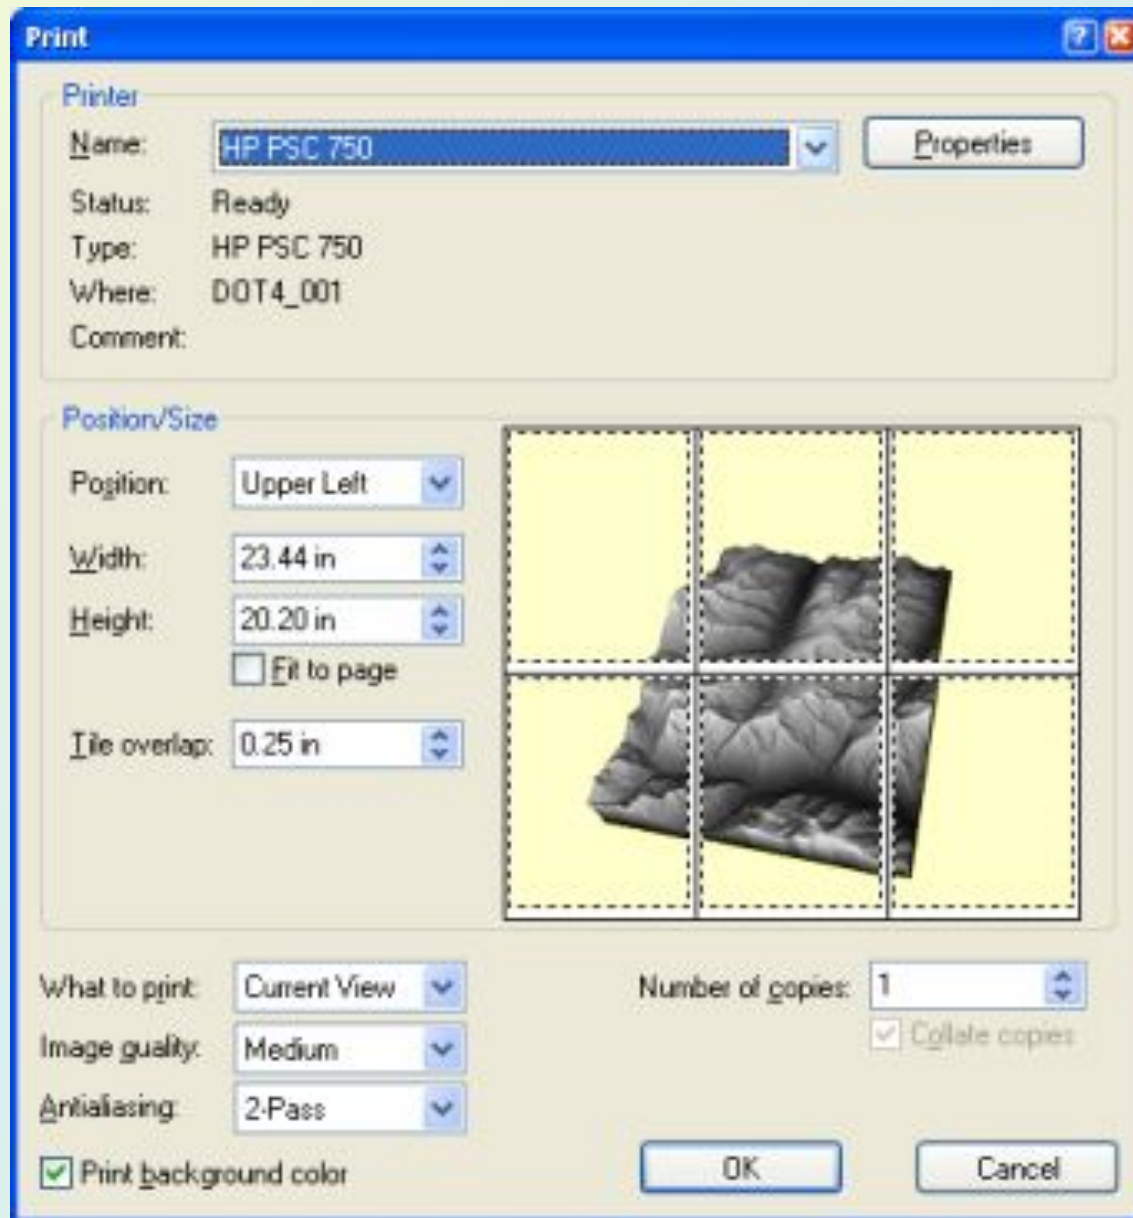 Print
Printer
Name: HP PSC 750 Properties
Status: Ready
Type: HP PSC 750
Where: DOT4_001
Comment:
Position/Size
Position: Upper Left
Width: 23.44 in
Height: 20.20 in
Fit to page
Tile overlap: 0.25 in
What to print: Current View Number of copies: 1
Collate copies
Image quality: Medium
Antialiasing: 2-Pass
Print background color OK Cancel